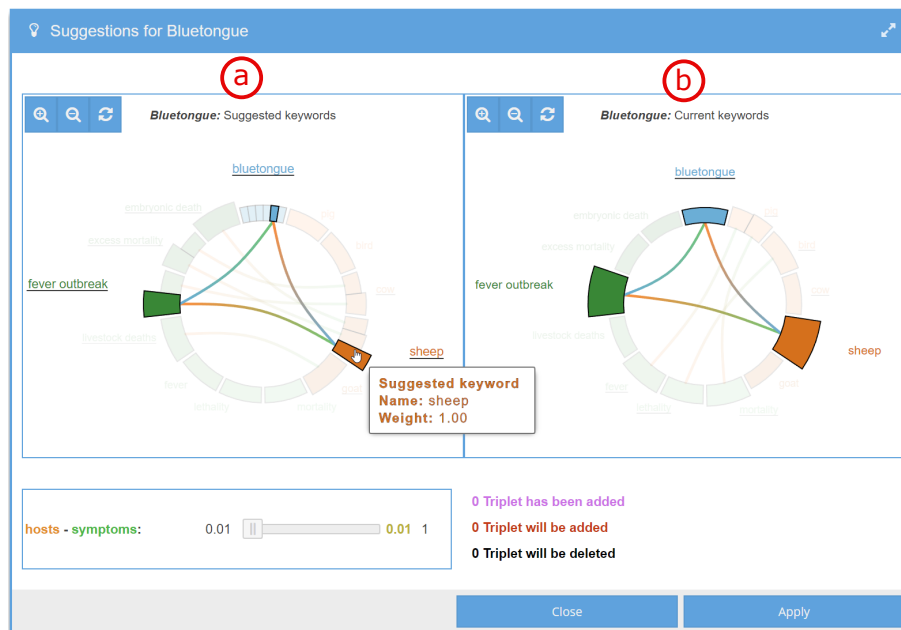 Suggestions for Bluetongue
a
b
Bluetongue: Suggested keywords
Bluetongue: Current keywords
bluetongue
embryonic death
pig
excess mortality
bird
fever outbreak
cow
livestock deaths
sheep
fever
goat
lethality
mortality
Suggested keyword
Name: sheep
Weight: 1.00
bluetongue
embryonic death
pig
excess mortality
bird
fever outbreak
cow
livestock deaths
sheep
fever
goat
lethality
mortality
hosts - symptoms: 0.01 0.01 1
0 Triplet has been added
0 Triplet will be added
0 Triplet will be deleted
Close
Apply